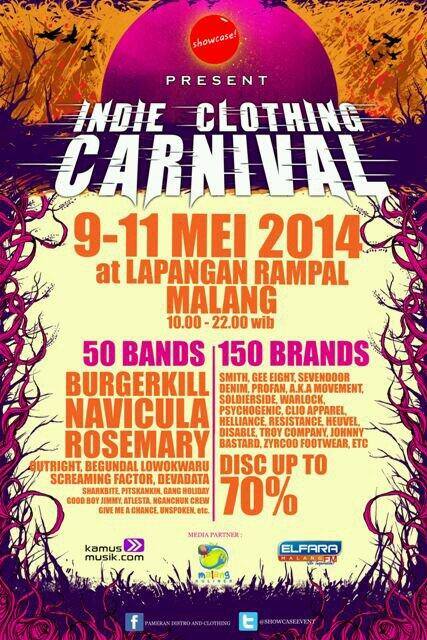 showcase!
PRESENT
INDIE CLOTHING
CARNIVAL
9-11 MEI 2014
at LAPANGAN RAMPAL
MALANG
10.00 - 22.00 wib
50 BANDS
BURGERKILL
NAVICULA
ROSEMARY
OUTRIGHT, BEGUNDAL LOWOKWARU
SCREAMING FACTOR, DEVADATA
SHARKBITE, PITSKANKIN, GANG HOLIDAY
GOOD BOY JIMMY, ATLESTA, NGANCHUK CREW
GIVE ME A CHANCE, UNSPOKEN, etc.
150 BRANDS
SMITH, GEE EIGHT, SEVENDOOR
DENIM, PROFAN, A.K.A MOVEMENT,
SOLDIERSIDE, WARLOCK,
PSYCHOGENIC, CLIO APPAREL,
HELLIANCE, RESISTANCE, HEUVEL,
DISABLE, TROY COMPANY, JOHNNY
BASTARD, ZYRCOO FOOTWEAR, ETC
DISC UP TO
70%
MEDIA PARTNER :
kamus
musik.com
malang
ELFARA
MALANG FM
PAMERAN DISTRO AND CLOTHING
@SHOWCASEEVENT